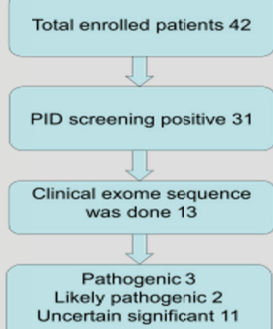 Total enrolled patients 42
PID screening positive 31
Clinical exome sequence
was done 13
Pathogenic 3
Likely pathogenic 2
Uncertain significant 11